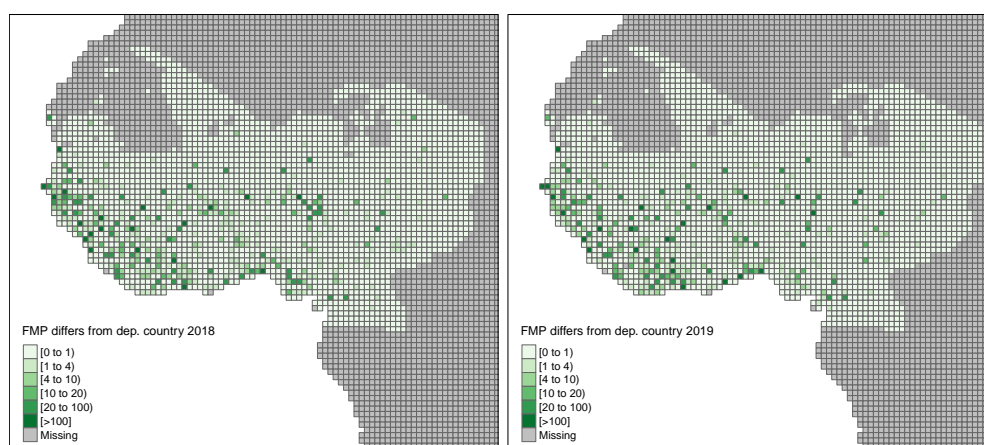 FMP differs from dep. country 2018
[0 to 1)
[1 to 4)
[4 to 10)
[10 to 20)
[20 to 100)
[>100]
Missing
FMP differs from dep. country 2019
[0 to 1)
[1 to 4)
[4 to 10)
[10 to 20)
[20 to 100)
[>100]
Missing